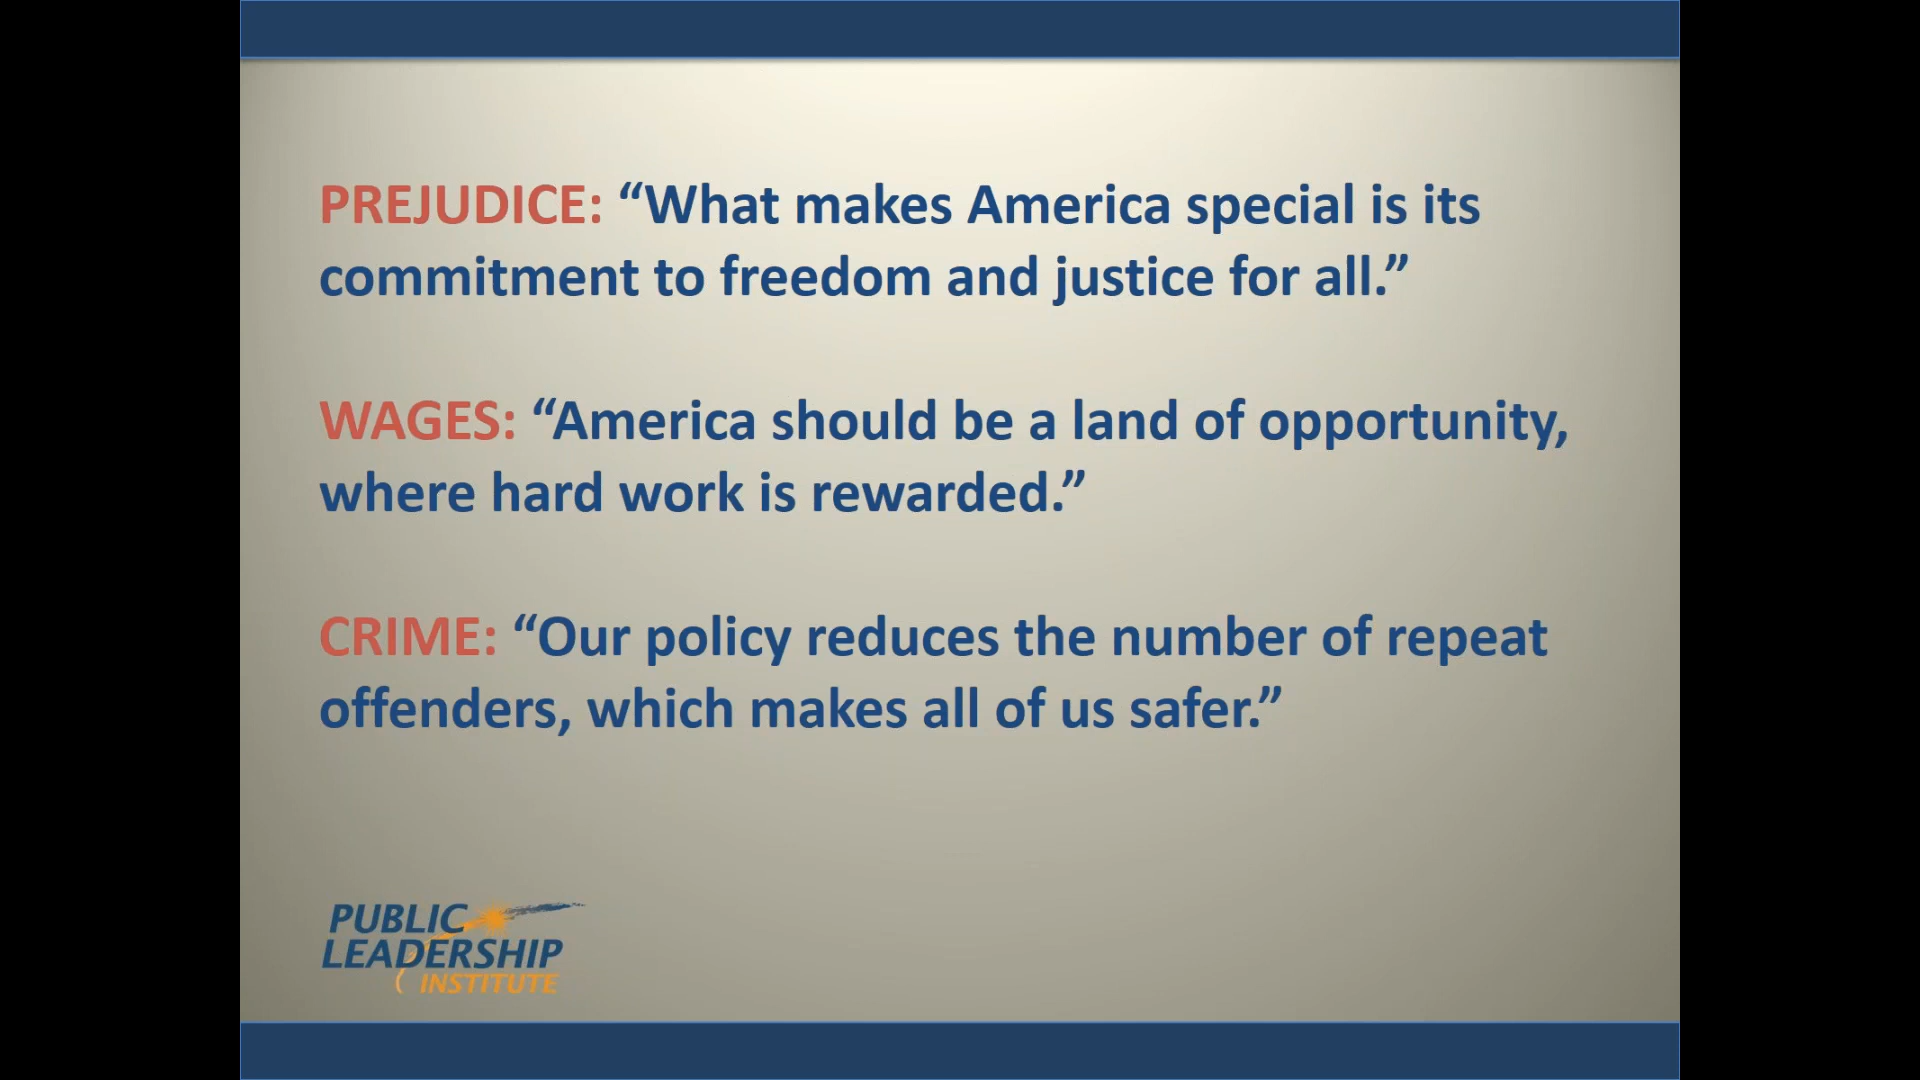 PREJUDICE: “What makes America special is its
commitment to freedom and justice for all.”
WAGES: “America should be a land of opportunity,
where hard work is rewarded.”
CRIME: “Our policy reduces the number of repeat
offenders, which makes all of us safer.”
PUBLIC
LEADERSHIP
INSTITUTE